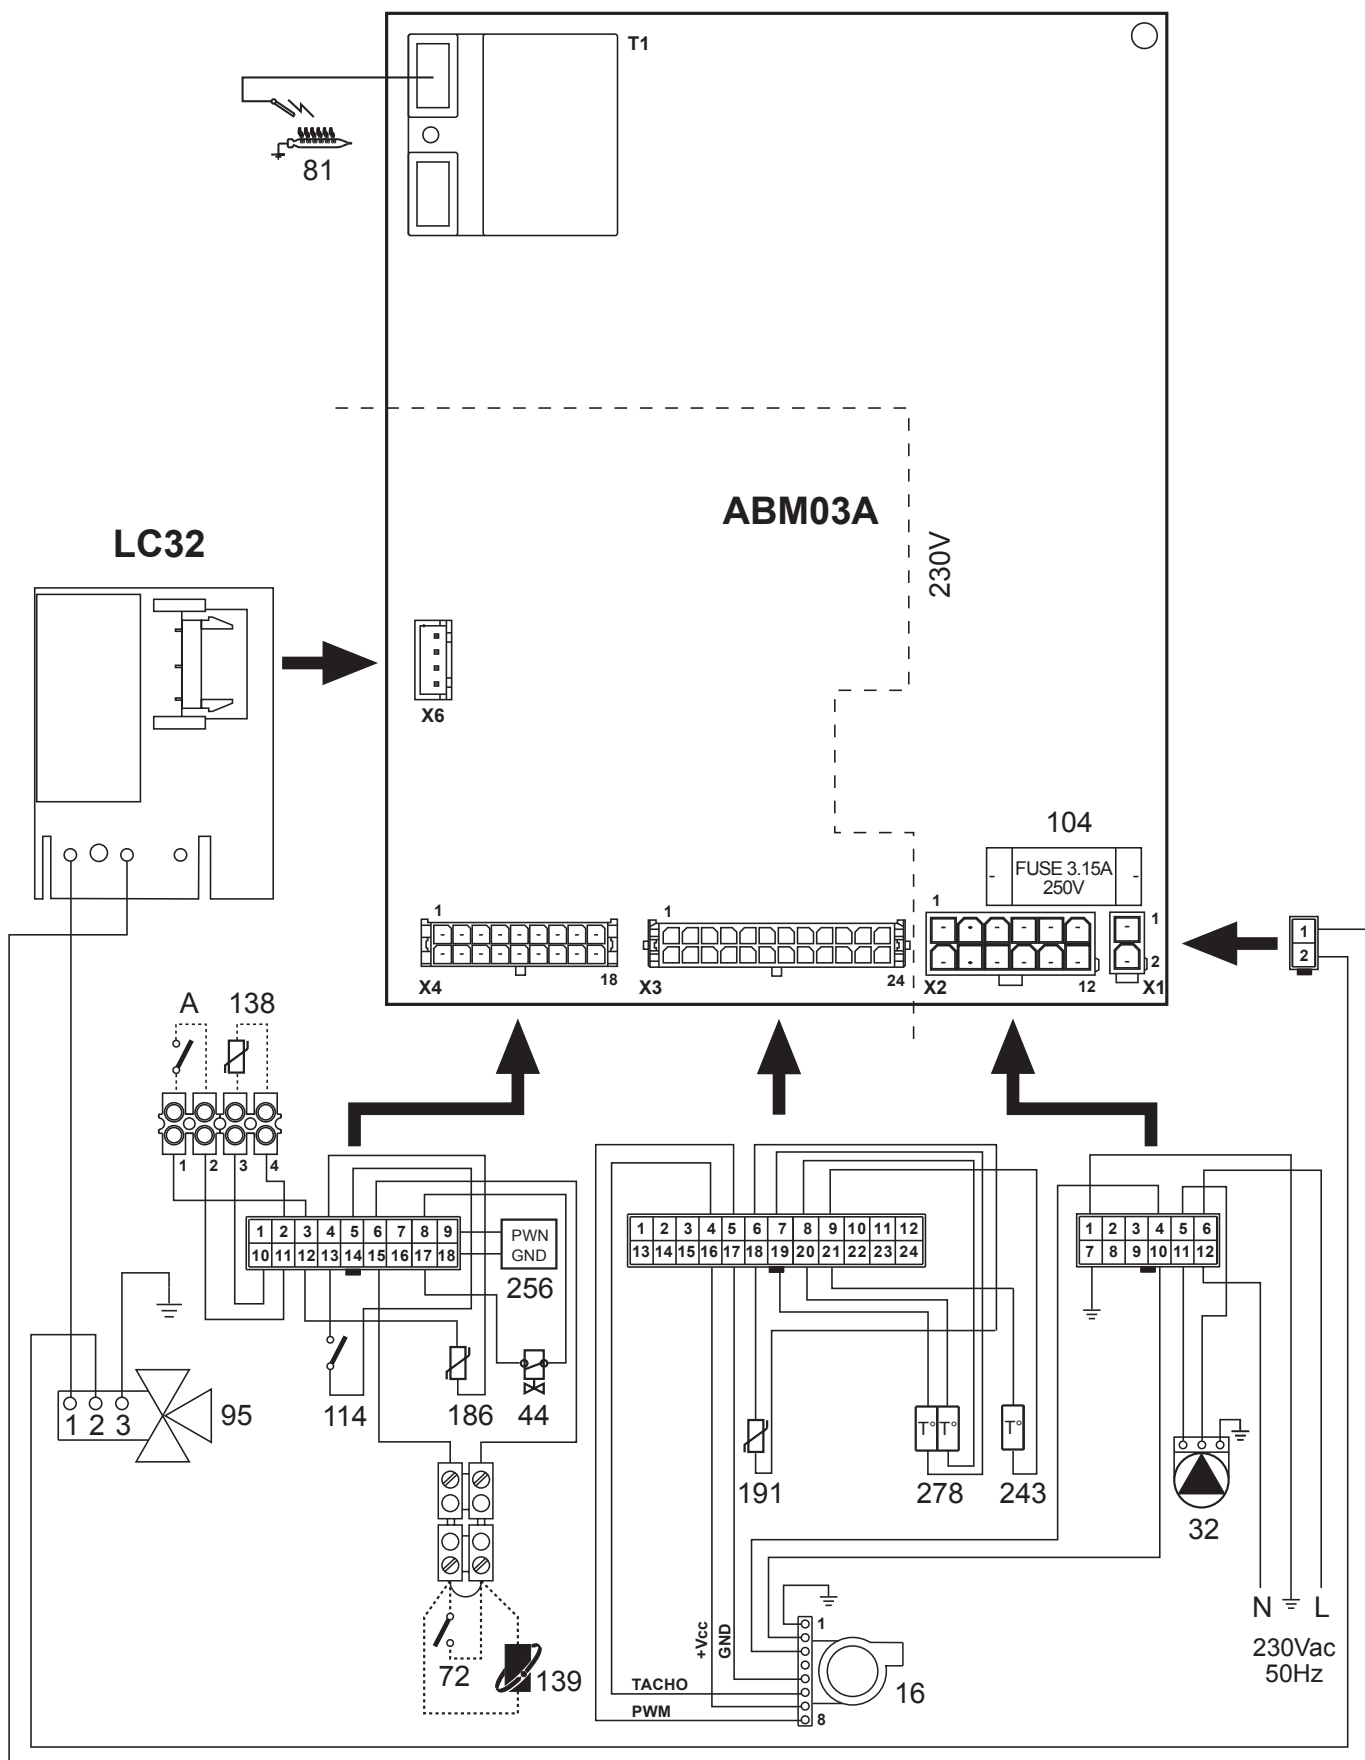 T1
81
ABM03A
230V
LC32
X6
104
FUSE 3.15A
250V
1
18
X4
1
24
X3
1
12
X2
1
2
X1
1
2
A
138
1
2
3
4
1 2 3 4 5 6 7 8 9
10 11 12 13 14 15 16 17 18
PWN
GND
256
1 2 3 4 5 6 7 8 9 10 11 12
13 14 15 16 17 18 19 20 21 22 23 24
1 2 3 4 5 6
7 8 9 10 11 12
1 2 3
95
114
186
44
T° T°
T°
191
278
243
32
N
L
230Vac
50Hz
72
139
+Vcc
GND
TACHO
PWM
1
8
16